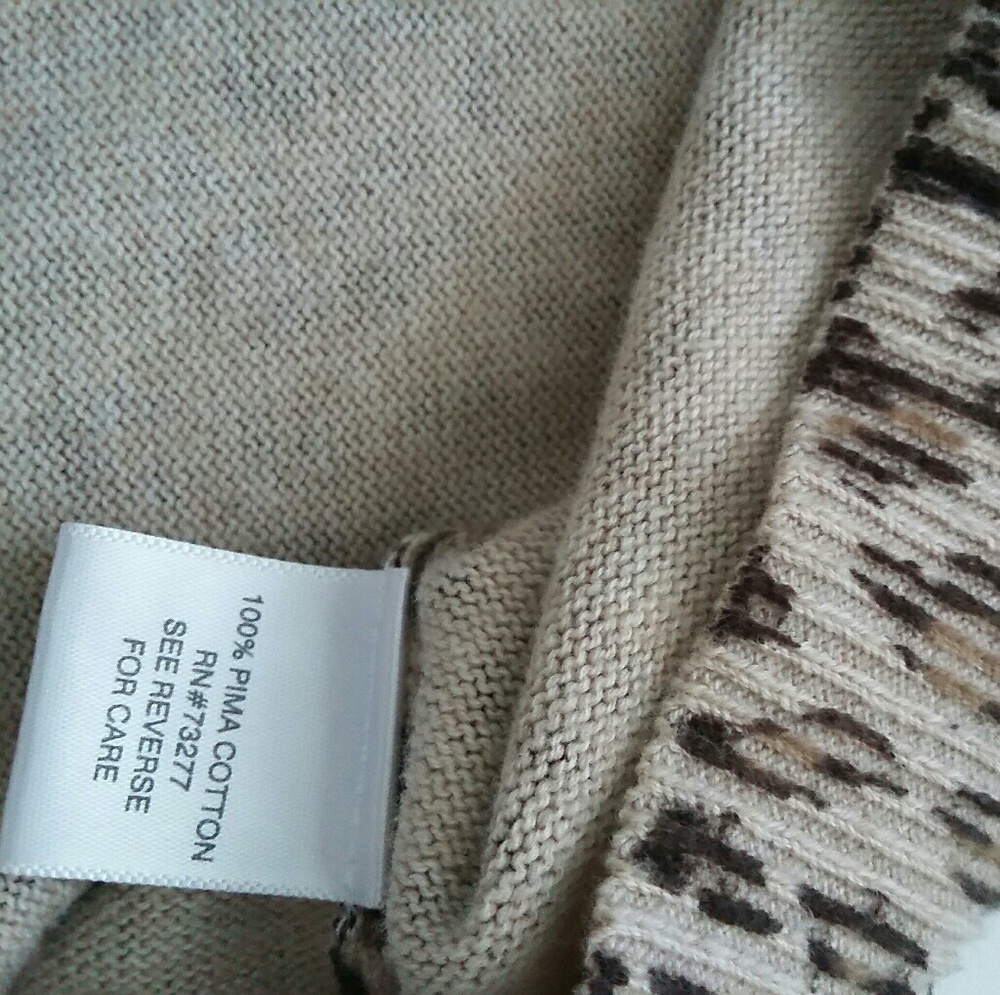 100% PIMA COTTON
RN#73277
SEE REVERSE
FOR CARE